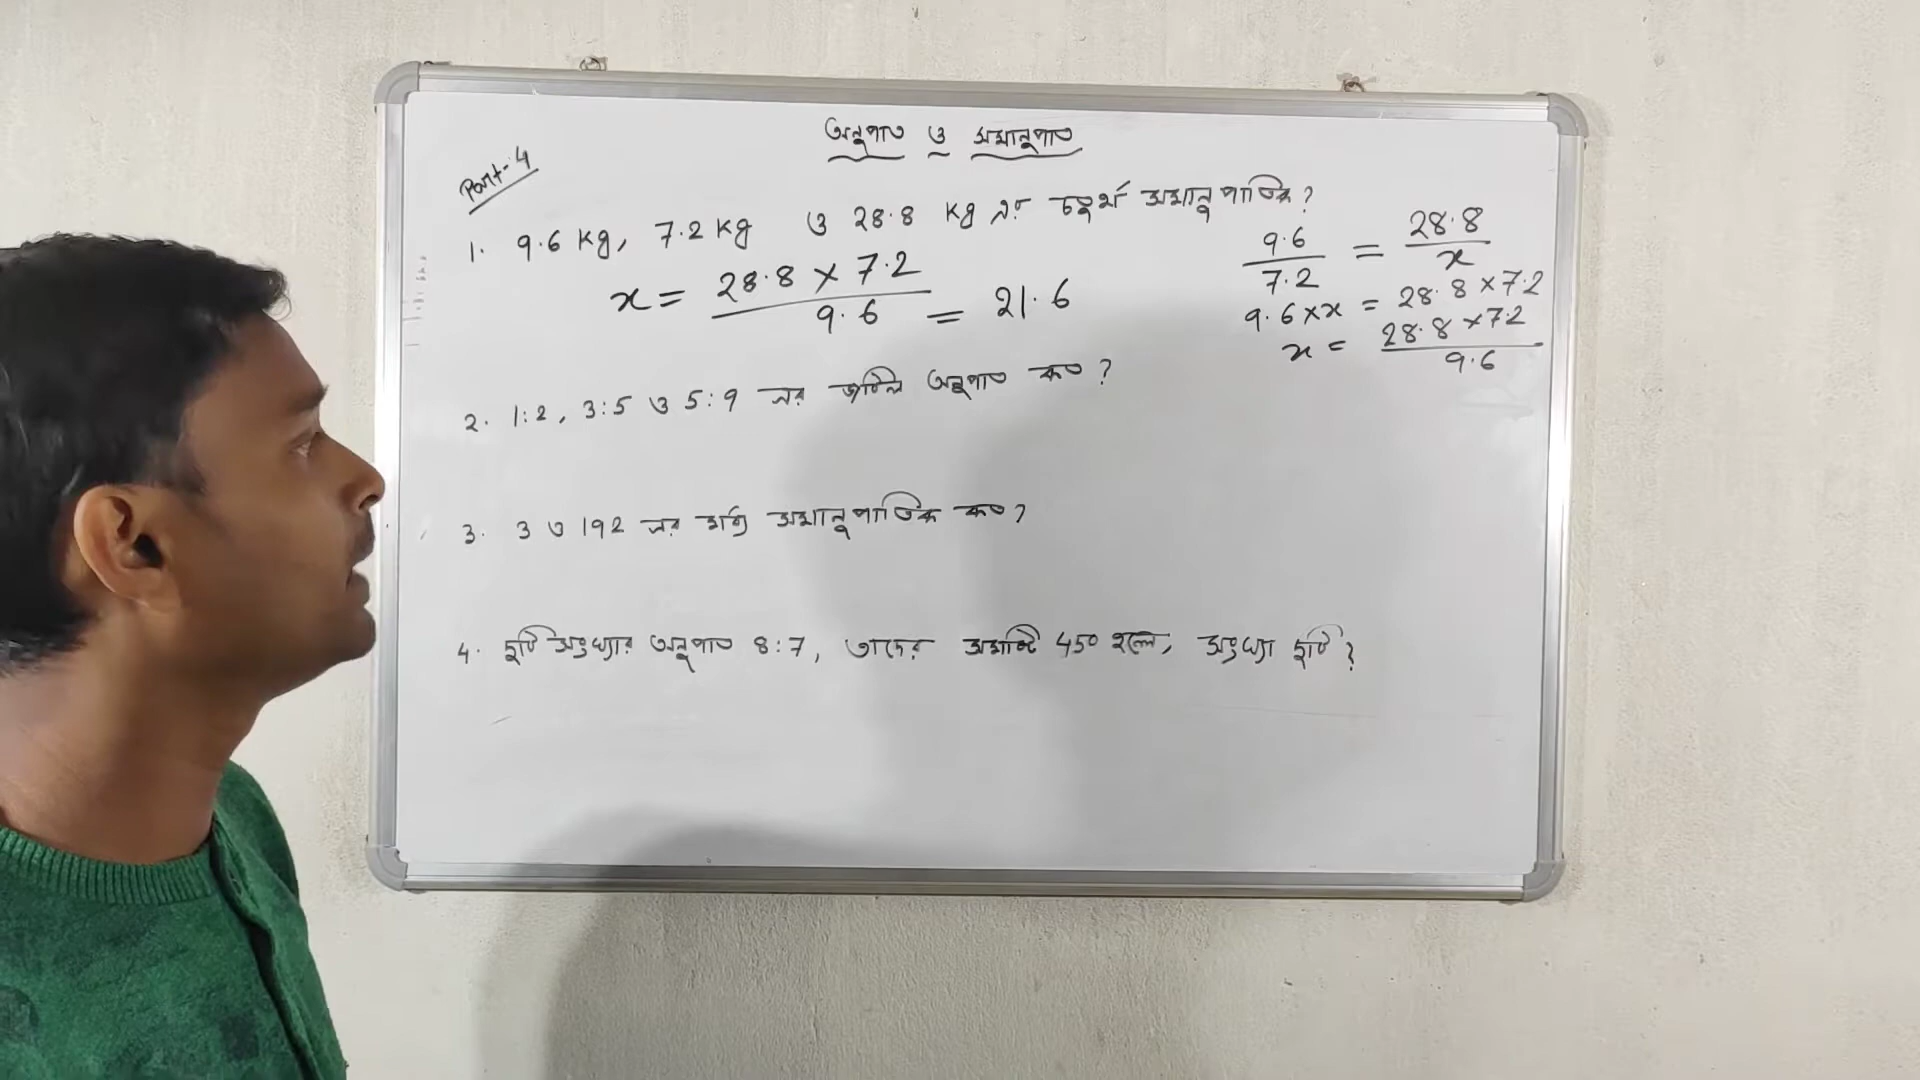 অনুপাত ও সমানুপাত
Part-4
1. 9.6 kg, 7.2 kg ও 28.8 kg এর চতুর্থ সমানুপাতিক?
x = 28.8 × 7.2 / 9.6 = 21.6
9.6 / 7.2 = 28.8 / x
9.6 × x = 28.8 × 7.2
x = 28.8 × 7.2 / 9.6
2. 1:2, 3:5 ও 5:9 এর জটিল অনুপাত কত?
3. 3 ও 192 এর মধ্য সমানুপাতিক কত?
4. দুটি সংখ্যার অনুপাত 8:7, তাদের সমষ্টি 450 হলে, সংখ্যা দুটি?